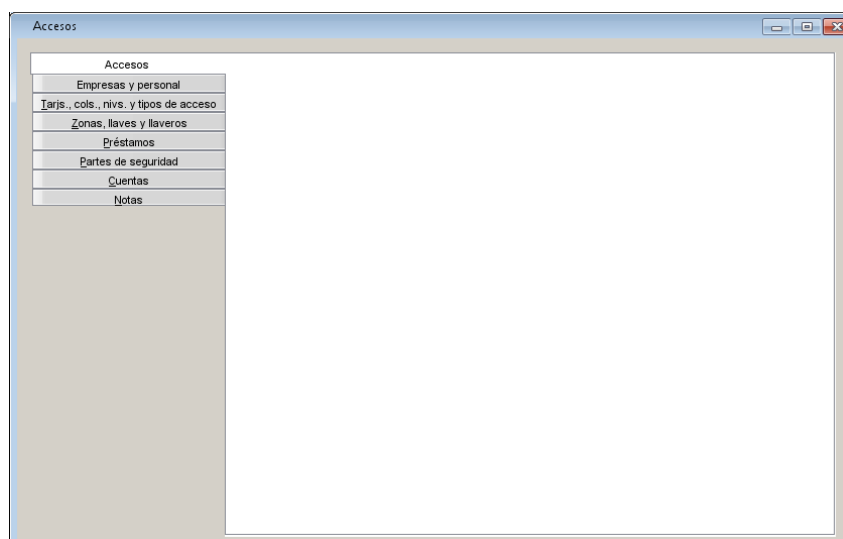 Accesos
Accesos
Empresas y personal
Tarjs., cols., nivs. y tipos de acceso
Zonas, llaves y llaveros
Préstamos
Partes de seguridad
Cuentas
Notas